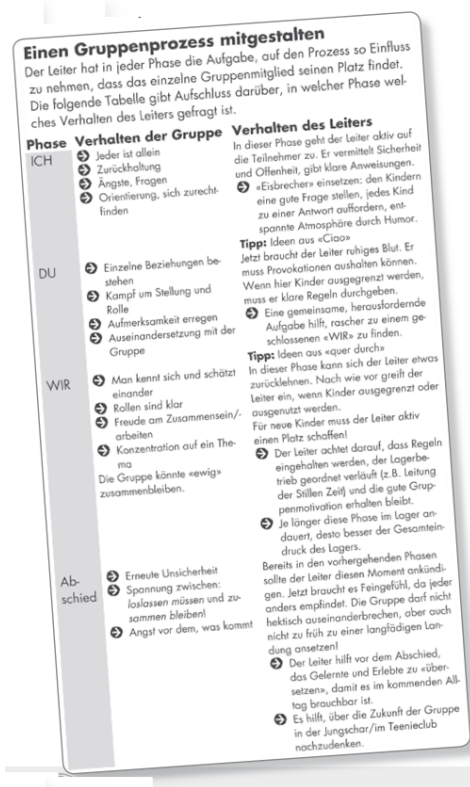 Einen Gruppenprozess mitgestalten
Der Leiter hat in jeder Phase die Aufgabe, auf den Prozess so Einfluss
zu nehmen, dass das einzelne Gruppenmitglied seinen Platz findet.
Die folgende Tabelle gibt Aufschluss darüber, in welcher Phase wel-
ches Verhalten des Leiters gefragt ist.
Phase Verhalten der Gruppe Verhalten des Leiters
ICH
Jeder ist allein
Zurückhaltung
Ängste, Fragen
Orientierung, sich zurecht-
finden
In dieser Phase geht der Leiter aktiv auf
die Teilnehmer zu. Er vermittelt Sicherheit
und Offenheit, gibt klare Anweisungen.
«Eisbrecher» einsetzen: den Kindern
eine gute Frage stellen, jedes Kind
zu einer Antwort auffordern, ent-
spannte Atmosphäre durch Humor.
Tipp: Ideen aus «Ciao»
DU
Einzelne Beziehungen be-
stehen
Kampf um Stellung und
Rolle
Aufmerksamkeit erregen
Auseinandersetzung mit der
Gruppe
Jetzt braucht der Leiter ruhiges Blut. Er
muss Provokationen aushalten können.
Wenn hier Kinder ausgegrenzt werden,
muss er klare Regeln durchgeben.
Eine gemeinsame, herausfordernde
Aufgabe hilft, rascher zu einem ge-
schlossenen «WIR» zu finden.
Tipp: Ideen aus «quer durch»
WIR
Man kennt sich und schätzt
einander
Rollen sind klar
Freude am Zusammensein/-
arbeiten
Konzentration auf ein The-
ma
Die Gruppe könnte «ewig»
zusammenbleiben.
In dieser Phase kann sich der Leiter etwas
zurücklehnen. Nach wie vor greift der
Leiter ein, wenn Kinder ausgegrenzt oder
ausgenutzt werden.
Für neue Kinder muss der Leiter aktiv
einen Platz schaffen!
Der Leiter achtet darauf, dass Regeln
eingehalten werden, der Lagerbe-
trieb geordnet verläuft (z.B. Leitung
der Stillen Zeit) und die gute Grup-
penmotivation erhalten bleibt.
Je länger diese Phase im Lager an-
dauert, desto besser der Gesamtein-
druck des Lagers.
Ab-
schied
Erneute Unsicherheit
Spannung zwischen:
loslassen müssen und zu-
sammen bleiben!
Angst vor dem, was kommt
Bereits in den vorhergehenden Phasen
sollte der Leiter diesen Moment ankündi-
gen. Jetzt braucht es Feingefühl, da jeder
anders empfindet. Die Gruppe darf nicht
hektisch auseinanderbrechen, aber auch
nicht zu früh zu einer langfädigen Lan-
dung ansetzen!
Der Leiter hilft vor dem Abschied,
das Gelernte und Erlebte zu «über-
setzen», damit es im kommenden All-
tag brauchbar ist.
Es hilft, über die Zukunft der Gruppe
in der Jungschar/im Teenieclub
nachzudenken.